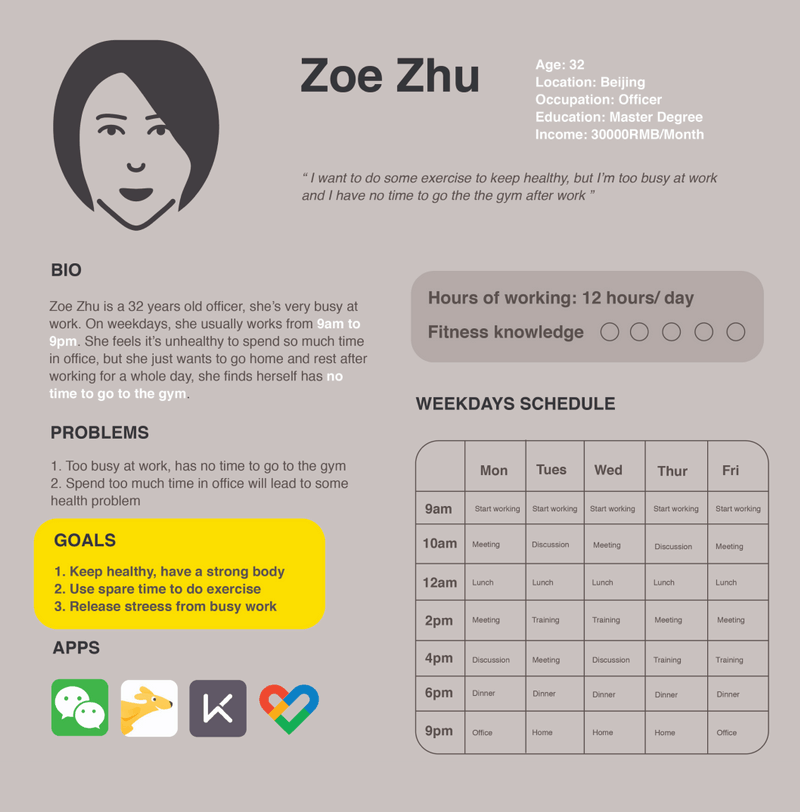 Zoe Zhu
Age: 32
Location: Beijing
Occupation: Officer
Education: Master Degree
Income: 30000RMB/Month
“ I want to do some exercise to keep healthy, but I’m too busy at work
and I have no time to go the the gym after work ”
BIO
Zoe Zhu is a 32 years old officer, she’s very busy at
work. On weekdays, she usually works from 9am to
9pm. She feels it’s unhealthy to spend so much time
in office, but she just wants to go home and rest after
working for a whole day, she finds herself has no
time to go to the gym.
PROBLEMS
1. Too busy at work, has no time to go to the gym
2. Spend too much time in office will lead to some
health problem
GOALS
1. Keep healthy, have a strong body
2. Use spare time to do exercise
3. Release streess from busy work
APPS
Hours of working: 12 hours/ day
Fitness knowledge
WEEKDAYS SCHEDULE
Mon Tues Wed Thur Fri
9am Start working Start working Start working Start working Start working
10am Meeting Discussion Meeting Discussion Meeting
12am Lunch Lunch Lunch Lunch Lunch
2pm Meeting Training Training Meeting Meeting
4pm Discussion Meeting Discussion Training Training
6pm Dinner Dinner Dinner Dinner Dinner
9pm Office Home Home Home Office